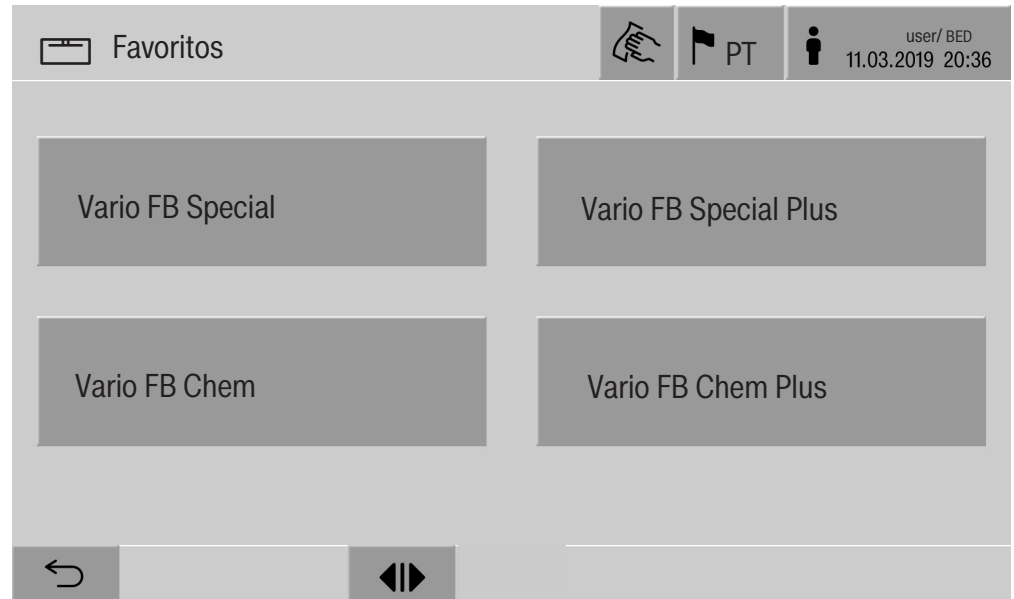 Favoritos
PT
user/ BED
11.03.2019 20:36
Vario FB Special
Vario FB Special Plus
Vario FB Chem
Vario FB Chem Plus